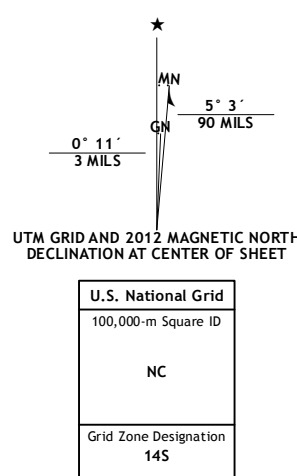 ★
MN
GN
5° 3´
90 MILS
0° 11´
3 MILS
UTM GRID AND 2012 MAGNETIC NORTH
DECLINATION AT CENTER OF SHEET
U.S. National Grid
100,000-m Square ID
NC
Grid Zone Designation
14S